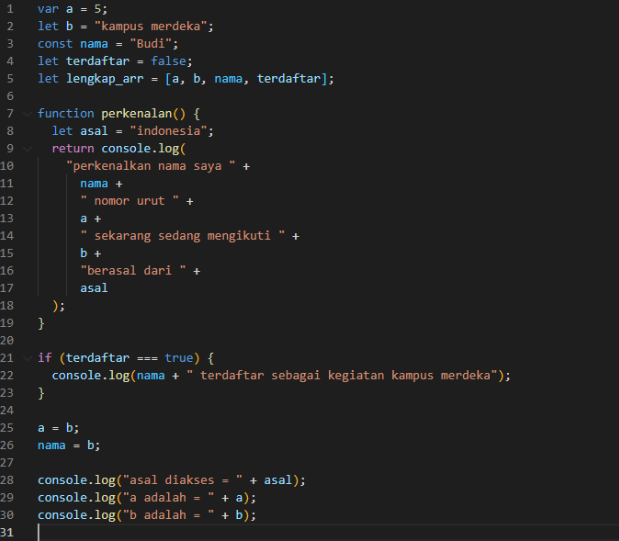 1 var a = 5;
2 let b = "kampus merdeka";
3 const nama = "Budi";
4 let terdaftar = false;
5 let lengkap_arr = [a, b, nama, terdaftar];
6
7 function perkenalan() {
8 let asal = "indonesia";
9 return console.log(
10 "perkenalkan nama saya " +
11 nama +
12 " nomor urut " +
13 a +
14 " sekarang sedang mengikuti " +
15 b +
16 "berasal dari " +
17 asal
18 );
19 }
20
21 if (terdaftar === true) {
22 console.log(nama + " terdaftar sebagai kegiatan kampus merdeka");
23 }
24
25 a = b;
26 nama = b;
27
28 console.log("asal diakses = " + asal);
29 console.log("a adalah = " + a);
30 console.log("b adalah = " + b);
31